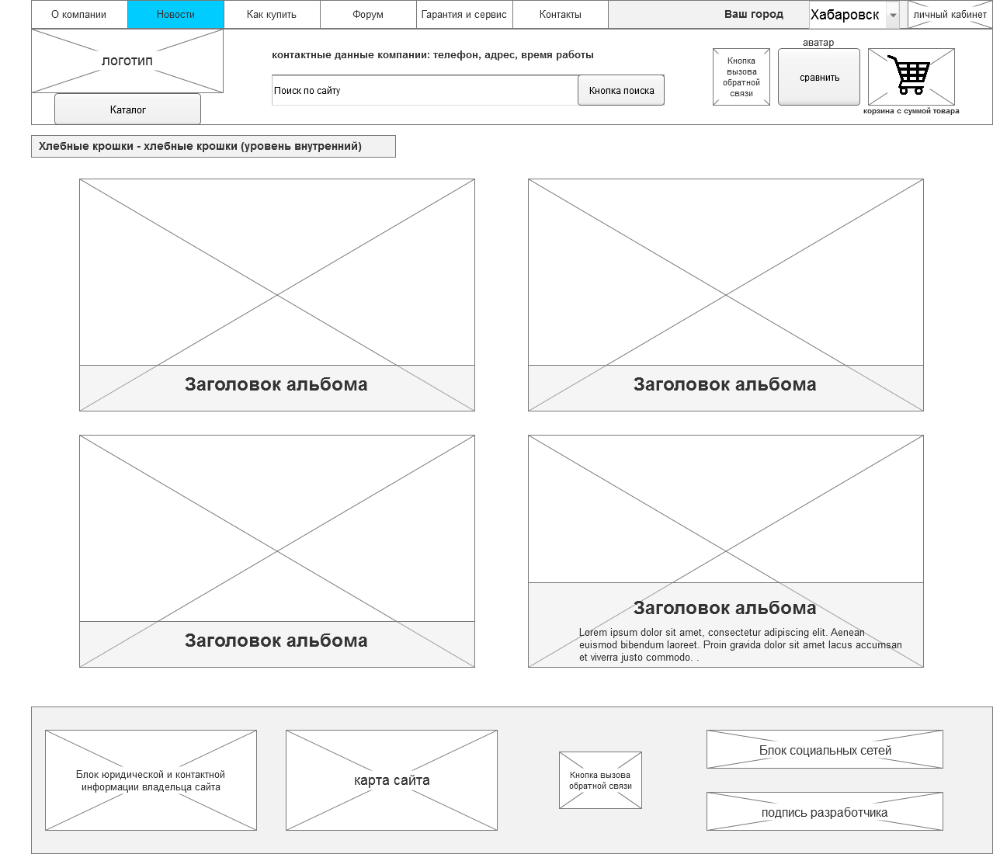 О компании
Новости
Как купить
Форум
Гарантия и сервис
Контакты
Ваш город
Хабаровск
личный кабинет
логотип
контактные данные компании: телефон, адрес, время работы
аватар
Кнопка
вызова
обратной
связи
сравнить
Поиск по сайту
Кнопка поиска
Каталог
корзина с суммой товара
Хлебные крошки - хлебные крошки (уровень внутренний)
Заголовок альбома
Заголовок альбома
Заголовок альбома
Заголовок альбома
Lorem ipsum dolor sit amet, consectetur adipiscing elit. Aenean
euismod bibendum laoreet. Proin gravida dolor sit amet lacus accumsan
et viverra justo commodo. .
Блок юридической и контактной
информации владельца сайта
карта сайта
Кнопка вызова
обратной связи
Блок социальных сетей
подпись разработчика